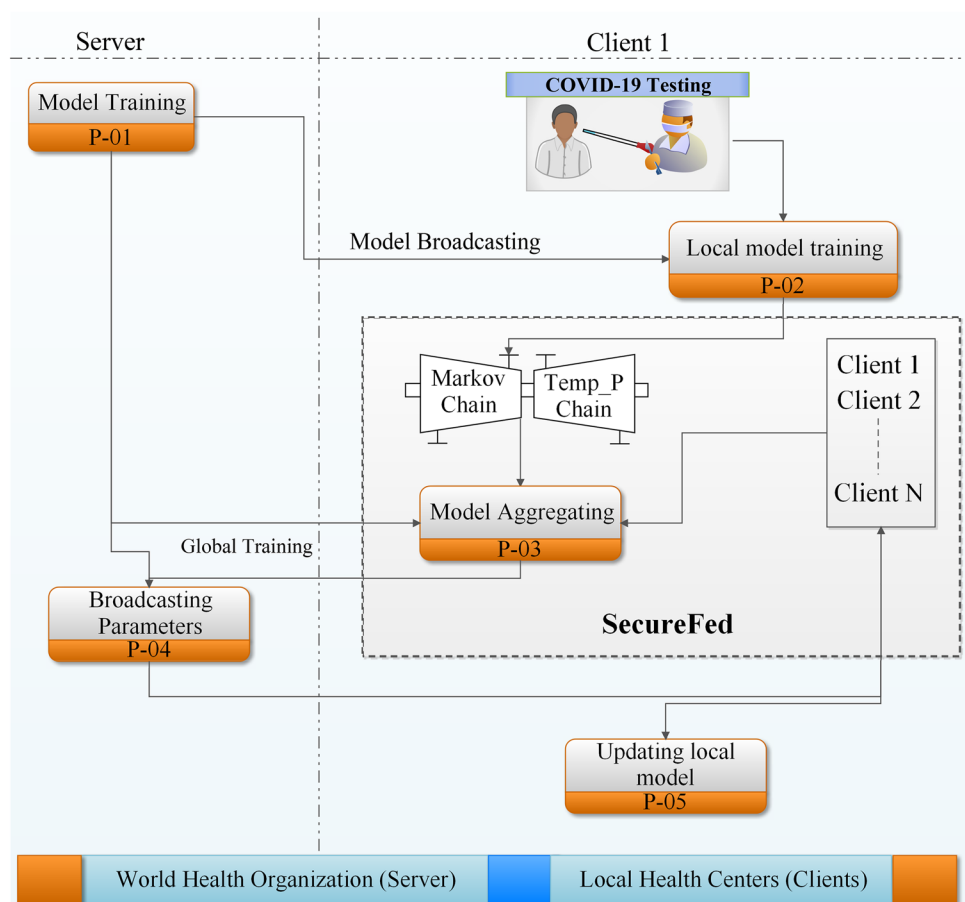 Server
Client 1
COVID-19 Testing
Model Training
P-01
Model Broadcasting
Local model training
P-02
Markov
Chain
Temp_P
Chain
Client 1
Client 2
Client N
Model Aggregating
P-03
Global Training
Broadcasting
Parameters
P-04
SecureFed
Updating local
model
P-05
World Health Organization (Server)
Local Health Centers (Clients)